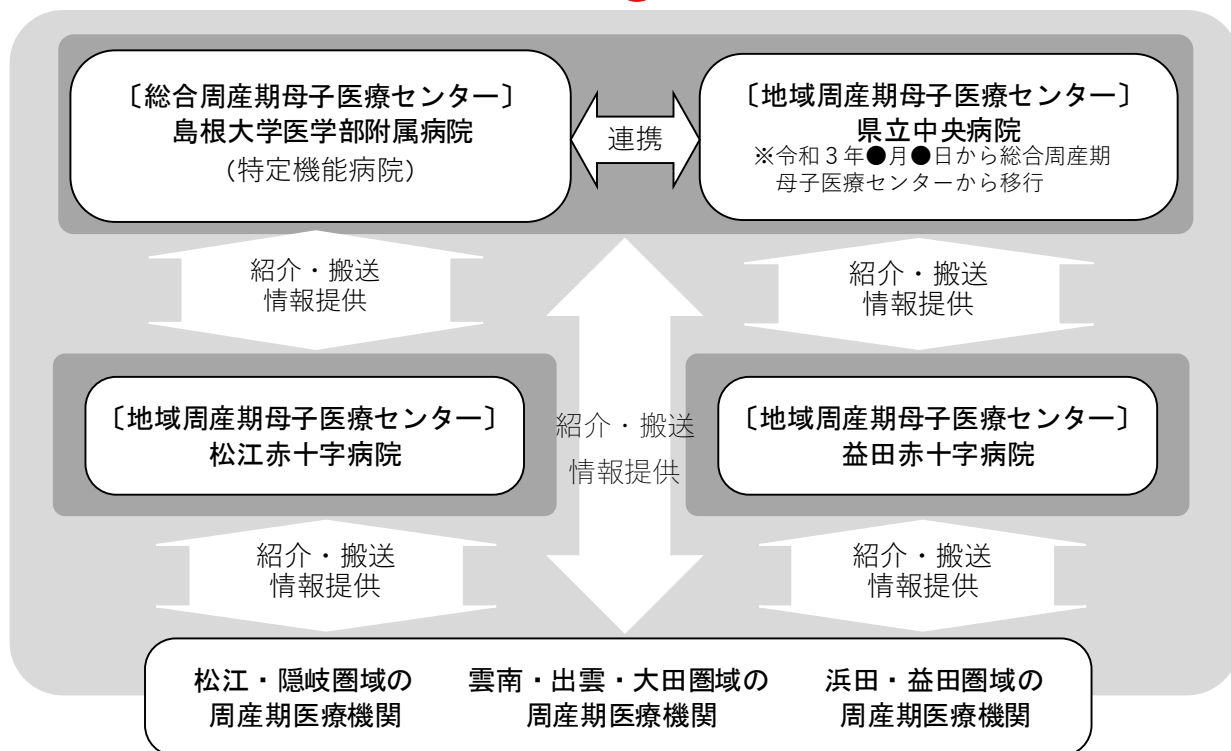 〔総合周産期母子医療センター〕
島根大学医学部附属病院
（特定機能病院）
連携
〔地域周産期母子医療センター〕
県立中央病院
※令和３年●月●日から総合周産期
母子医療センターから移行
紹介・搬送
情報提供
紹介・搬送
情報提供
〔地域周産期母子医療センター〕
松江赤十字病院
紹介・搬送
情報提供
〔地域周産期母子医療センター〕
益田赤十字病院
紹介・搬送
情報提供
紹介・搬送
情報提供
松江・隠岐圏域の
周産期医療機関
雲南・出雲・大田圏域の
周産期医療機関
浜田・益田圏域の
周産期医療機関